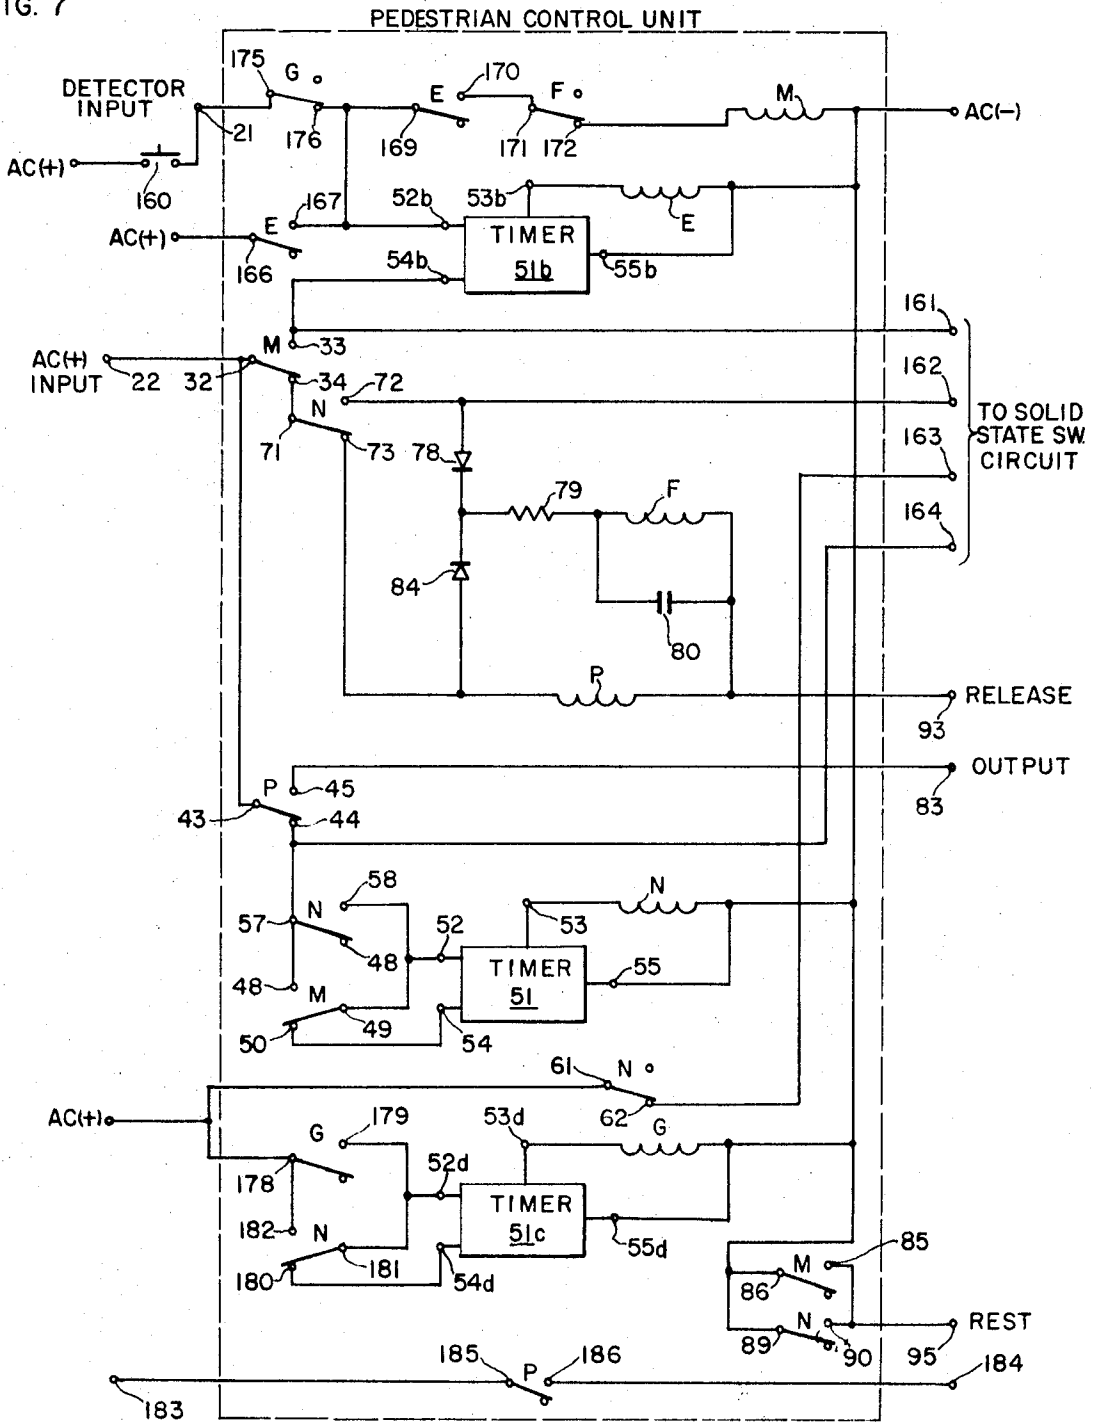 FIG. 7
PEDESTRIAN CONTROL UNIT
175
G
170
DETECTOR
INPUT
E
F
M
21
176
169
171
172
AC(-)
AC(+)
160
167
52b
53b
E
E
TIMER
51b
AC(+)
166
54b
55b
161
M
33
AC(+)
INPUT
22
32
34
72
162
N
TO SOLID
STATE SW.
CIRCUIT
71
73
78
163
79
F
164
84
80
P
RELEASE
93
P
45
OUTPUT
43
44
83
58
N
N
57
52
53
48
TIMER
51
55
48
M
49
50
54
61
N
AC(+)
179
53d
62
G
G
178
52d
TIMER
51c
182
N
55d
180
181
54d
85
M
86
REST
N
89
90
95
185
P
186
184
183